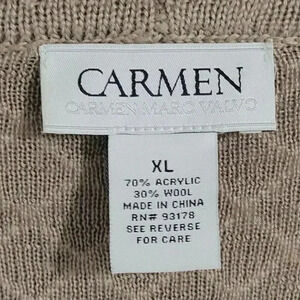 CARMEN
CARMEN MARC VALVO
XL
70% ACRYLIC
30% WOOL
MADE IN CHINA
RN# 93178
SEE REVERSE
FOR CARE